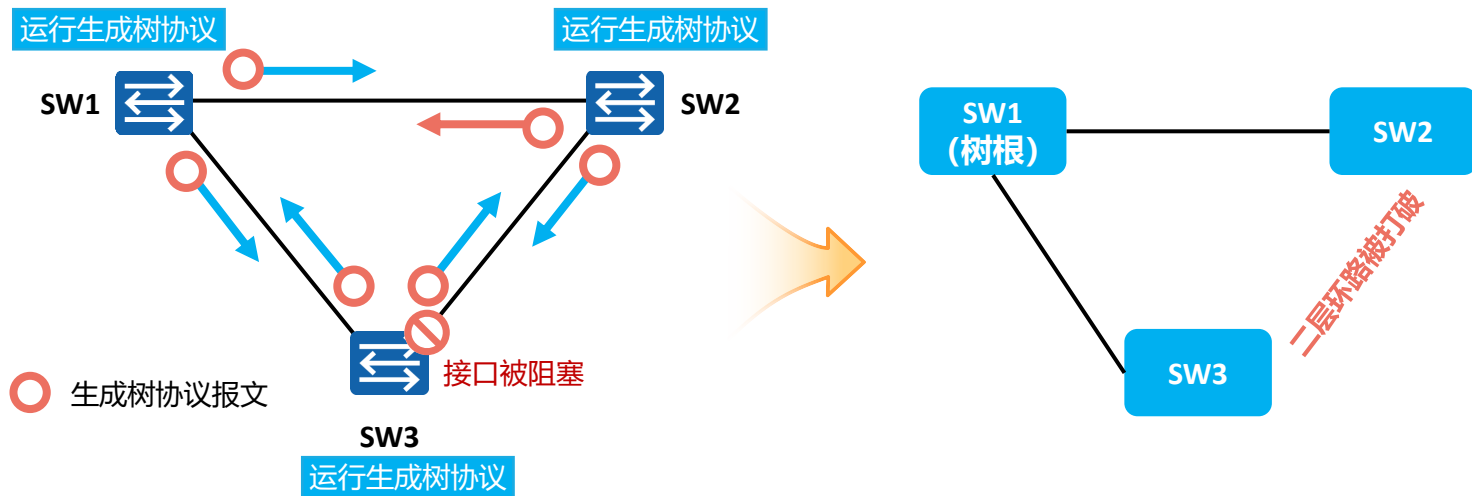 运行生成树协议
运行生成树协议
SW1
SW2
生成树协议报文
接口被阻塞
SW3
运行生成树协议
SW1
（树根）
SW2
SW3
二层环路被打破